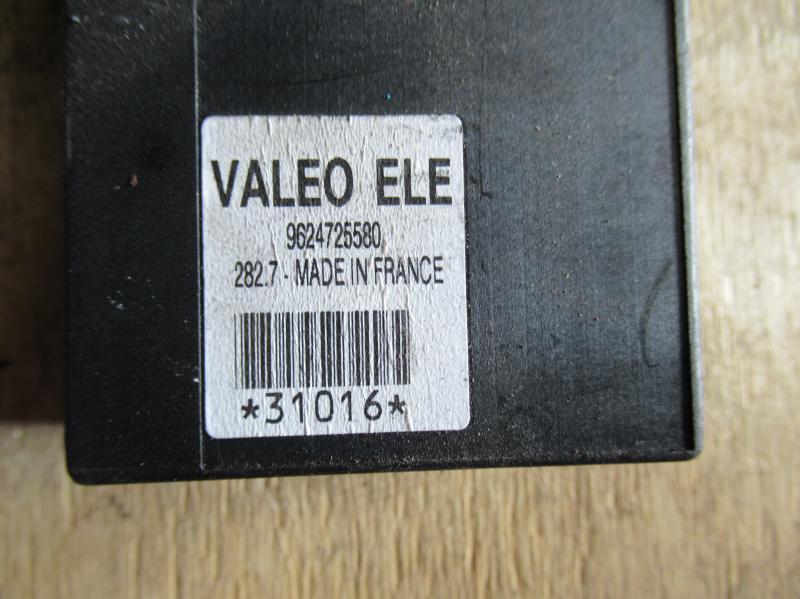 VALEO ELE
9624725580
282.7 - MADE IN FRANCE
*31016*